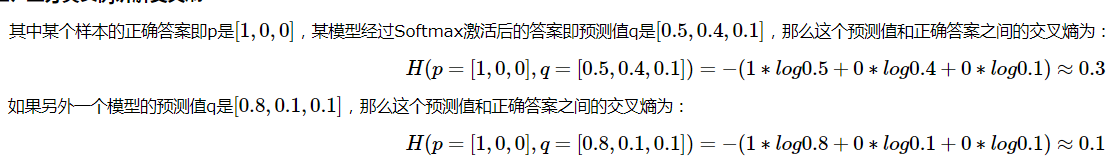 其中某个样本的正确答案即p是[1, 0, 0]，某模型经过Softmax激活后的答案即预测值q是[0.5, 0.4, 0.1]，那么这个预测值和正确答案之间的交叉熵为：
H(p = [1, 0, 0], q = [0.5, 0.4, 0.1]) = −(1 * log0.5 + 0 * log0.4 + 0 * log0.1) ≈ 0.3
如果另外一个模型的预测值q是[0.8, 0.1, 0.1]，那么这个预测值和正确答案之间的交叉熵为：
H(p = [1, 0, 0], q = [0.8, 0.1, 0.1]) = −(1 * log0.8 + 0 * log0.1 + 0 * log0.1) ≈ 0.1